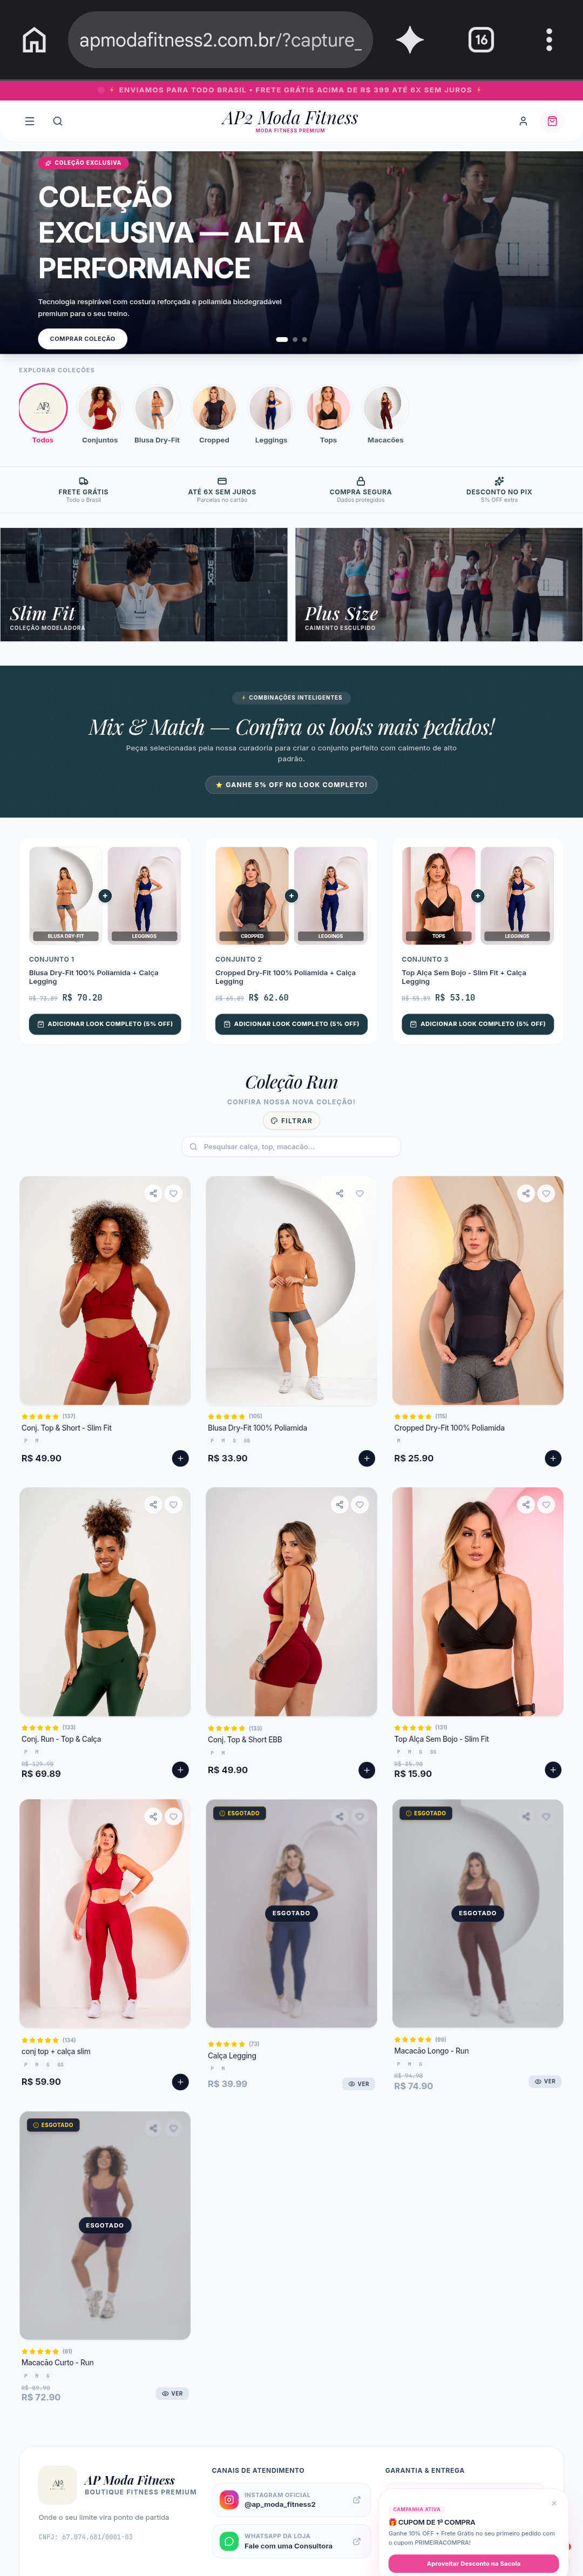 apmodafitness2.com.br/?capture_
16
ENVIAMOS PARA TODO BRASIL • FRETE GRÁTIS ACIMA DE R$ 399 ATÉ 6X SEM JUROS
AP2 Moda Fitness
MODA FITNESS PREMIUM
COLEÇÃO EXCLUSIVA
COLEÇÃO
EXCLUSIVA — ALTA
PERFORMANCE
Tecnologia respirável com costura reforçada e poliamida biodegradável
premium para o seu treino.
COMPRAR COLEÇÃO
EXPLORAR COLEÇÕES
Todos
Conjuntos
Blusa Dry-Fit
Cropped
Leggings
Tops
Macacões
FRETE GRÁTIS
Todo o Brasil
ATÉ 6X SEM JUROS
Parcelas no cartão
COMPRA SEGURA
Dados protegidos
DESCONTO NO PIX
5% OFF extra
Slim Fit
COLEÇÃO MODELADORA
Plus Size
CAIMENTO ESCULPIDO
COMBINAÇÕES INTELIGENTES
Mix & Match — Confira os looks mais pedidos!
Peças selecionadas pela nossa curadoria para criar o conjunto perfeito com caimento de alto
padrão.
GANHE 5% OFF NO LOOK COMPLETO!
BLUSA DRY-FIT
LEGGINGS
CONJUNTO 1
Blusa Dry-Fit 100% Poliamida + Calça
Legging
R$ 73.89 R$ 70.20
ADICIONAR LOOK COMPLETO (5% OFF)
CROPPED
LEGGINGS
CONJUNTO 2
Cropped Dry-Fit 100% Poliamida + Calça
Legging
R$ 65.89 R$ 62.60
ADICIONAR LOOK COMPLETO (5% OFF)
TOPS
LEGGINGS
CONJUNTO 3
Top Alça Sem Bojo - Slim Fit + Calça
Legging
R$ 55.89 R$ 53.10
ADICIONAR LOOK COMPLETO (5% OFF)
Coleção Run
CONFIRA NOSSA NOVA COLEÇÃO!
FILTRAR
Pesquisar calça, top, macacão...
(137)
Conj. Top & Short - Slim Fit
P M
R$ 49.90
(105)
Blusa Dry-Fit 100% Poliamida
P M G GG
R$ 33.90
(115)
Cropped Dry-Fit 100% Poliamida
M
R$ 25.90
(133)
Conj. Run - Top & Calça
P M
R$ 129.90
R$ 69.89
(133)
Conj. Top & Short EBB
P M
R$ 49.90
(131)
Top Alça Sem Bojo - Slim Fit
P M G GG
R$ 15.90
(134)
conj top + calça slim
P M G GG
R$ 59.90
ESGOTADO
ESGOTADO
(73)
Calça Legging
P M
R$ 39.99
VER
ESGOTADO
ESGOTADO
(99)
Macacão Longo - Run
P M G
R$ 94.90
R$ 74.90
VER
ESGOTADO
ESGOTADO
(91)
Macacão Curto - Run
P M G
R$ 89.90
R$ 72.90
VER
AP Moda Fitness
BOUTIQUE FITNESS PREMIUM
Onde o seu limite vira ponto de partida
CNPJ: 67.074.681/0001-03
CANAIS DE ATENDIMENTO
INSTAGRAM OFICIAL
@ap_moda_fitness2
WHATSAPP DA LOJA
Fale com uma Consultora
GARANTIA & ENTREGA
CAMPANHA ATIVA
CUPOM DE 1ª COMPRA
Ganhe 10% OFF + Frete Grátis no seu primeiro pedido com
o cupom PRIMEIRACOMPRA!
Aproveitar Desconto na Sacola